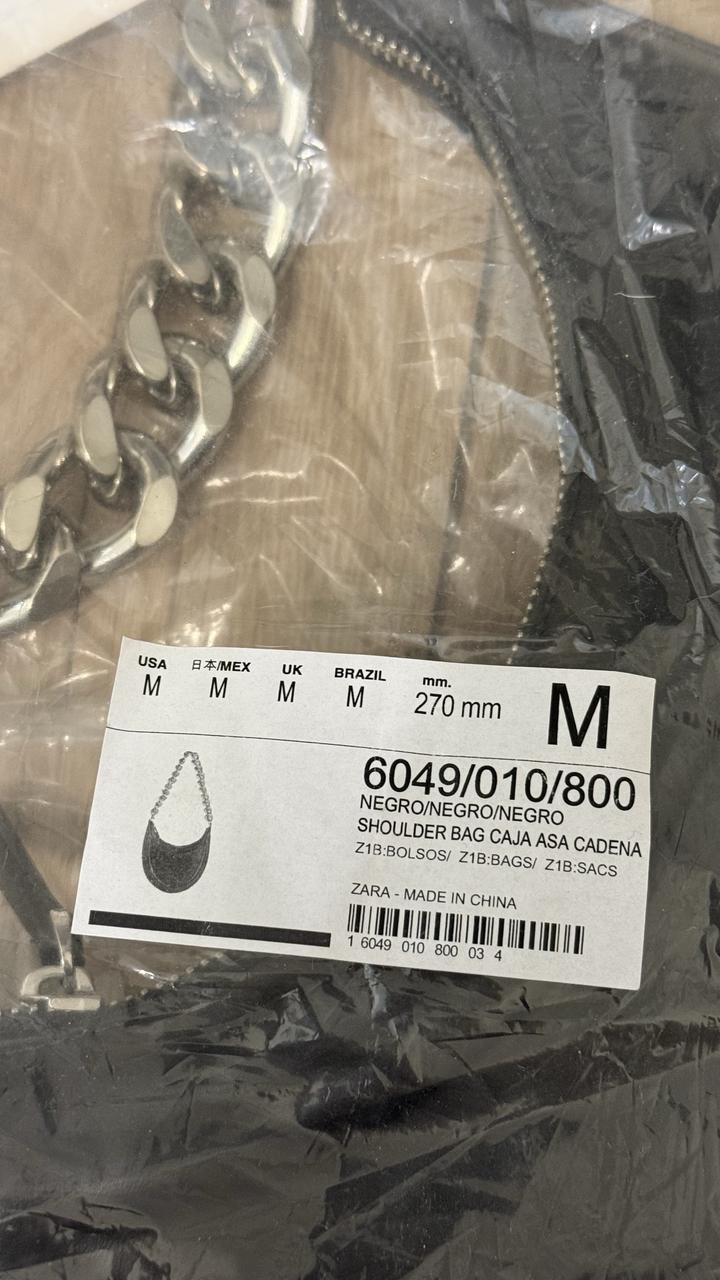 USA 日本/MEX UK BRAZIL mm.
M M M M 270 mm M
6049/010/800
NEGRO/NEGRO/NEGRO
SHOULDER BAG CAJA ASA CADENA
Z1B:BOLSOS/ Z1B:BAGS/ Z1B:SACS
ZARA - MADE IN CHINA
1 6049 010 800 03 4